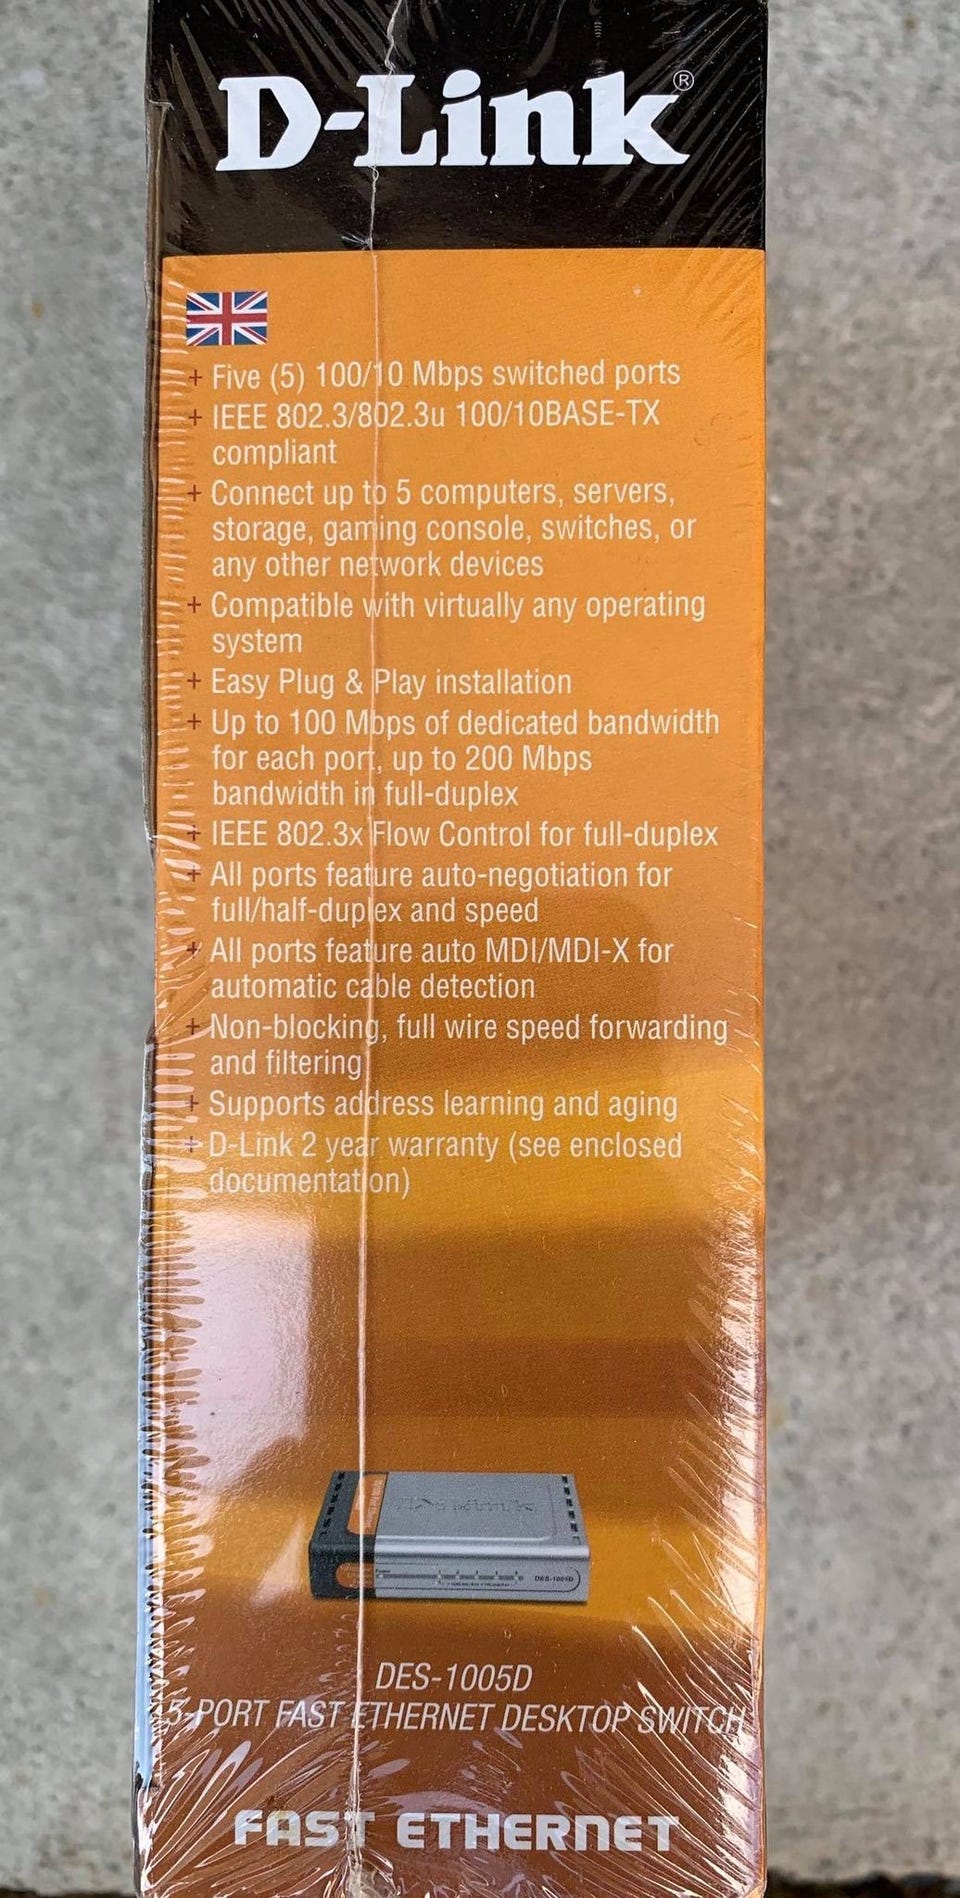 D-Link®
+ Five (5) 100/10 Mbps switched ports
+ IEEE 802.3/802.3u 100/10BASE-TX
compliant
+ Connect up to 5 computers, servers,
storage, gaming console, switches, or
any other network devices
+ Compatible with virtually any operating
system
+ Easy Plug & Play installation
+ Up to 100 Mbps of dedicated bandwidth
for each port, up to 200 Mbps
bandwidth in full-duplex
+ IEEE 802.3x Flow Control for full-duplex
+ All ports feature auto-negotiation for
full/half-duplex and speed
+ All ports feature auto MDI/MDI-X for
automatic cable detection
+ Non-blocking, full wire speed forwarding
and filtering
+ Supports address learning and aging
+ D-Link 2 year warranty (see enclosed
documentation)
D-Link
Power
DES-1005D
DES-1005D
5-PORT FAST ETHERNET DESKTOP SWITCH
FAST ETHERNET